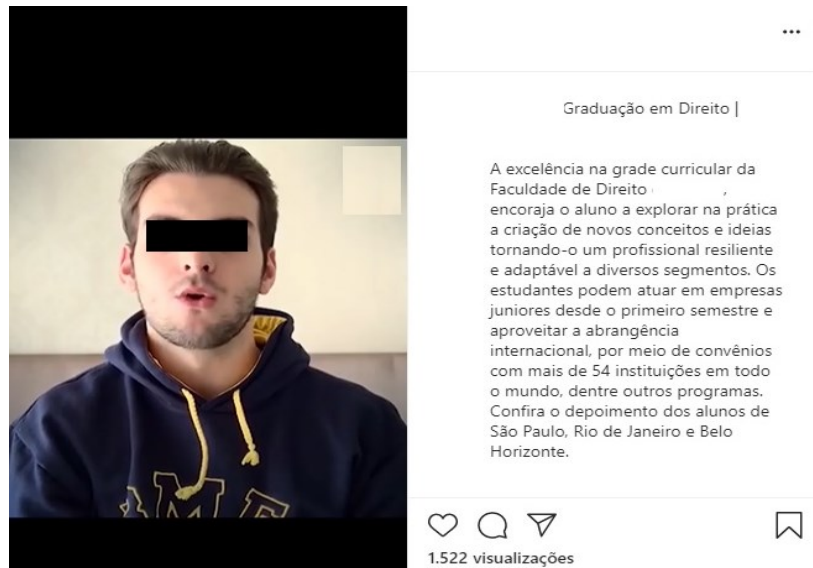 Graduação em Direito |
A excelência na grade curricular da
Faculdade de Direito ,
encoraja o aluno a explorar na prática
a criação de novos conceitos e ideias
tornando-o um profissional resiliente
e adaptável a diversos segmentos. Os
estudantes podem atuar em empresas
juniores desde o primeiro semestre e
aproveitar a abrangência
internacional, por meio de convênios
com mais de 54 instituições em todo
o mundo, dentre outros programas.
Confira o depoimento dos alunos de
São Paulo, Rio de Janeiro e Belo
Horizonte.
1.522 visualizações